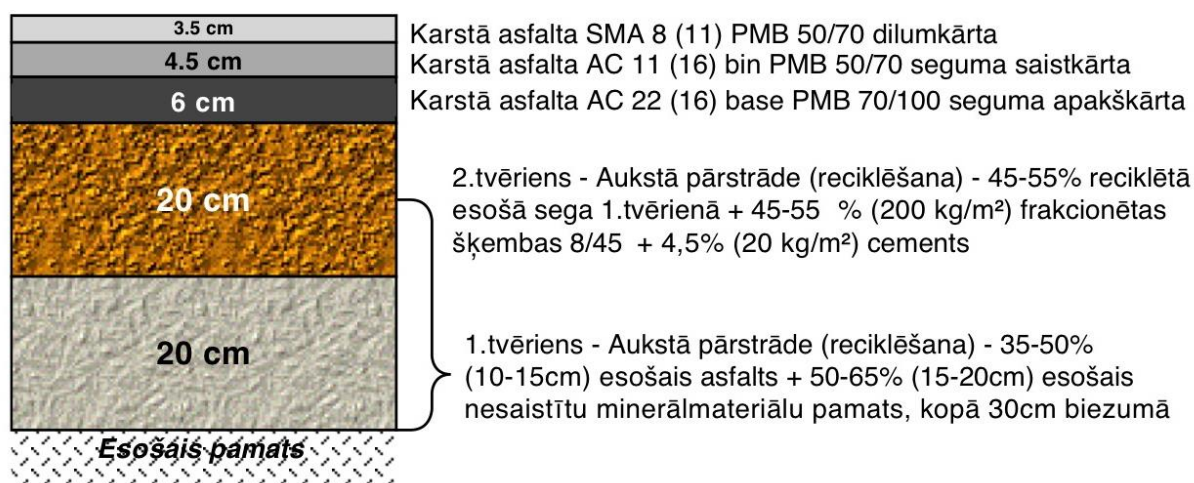 3.5 cm
Karstā asfalta SMA 8 (11) PMB 50/70 dilumkārta
4.5 cm
Karstā asfalta AC 11 (16) bin PMB 50/70 seguma saistkārta
6 cm
Karstā asfalta AC 22 (16) base PMB 70/100 seguma apakškārta
20 cm
2.tvēriens - Aukstā pārstrāde (reciklēšana) - 45-55% reciklētā
esošā sega 1.tvērienā + 45-55 % (200 kg/m²) frakcionētas
šķembas 8/45 + 4,5% (20 kg/m²) cements
20 cm
1.tvēriens - Aukstā pārstrāde (reciklēšana) - 35-50%
(10-15cm) esošais asfalts + 50-65% (15-20cm) esošais
nesaistītu minerālmateriālu pamats, kopā 30cm biezumā
Esošais pamats